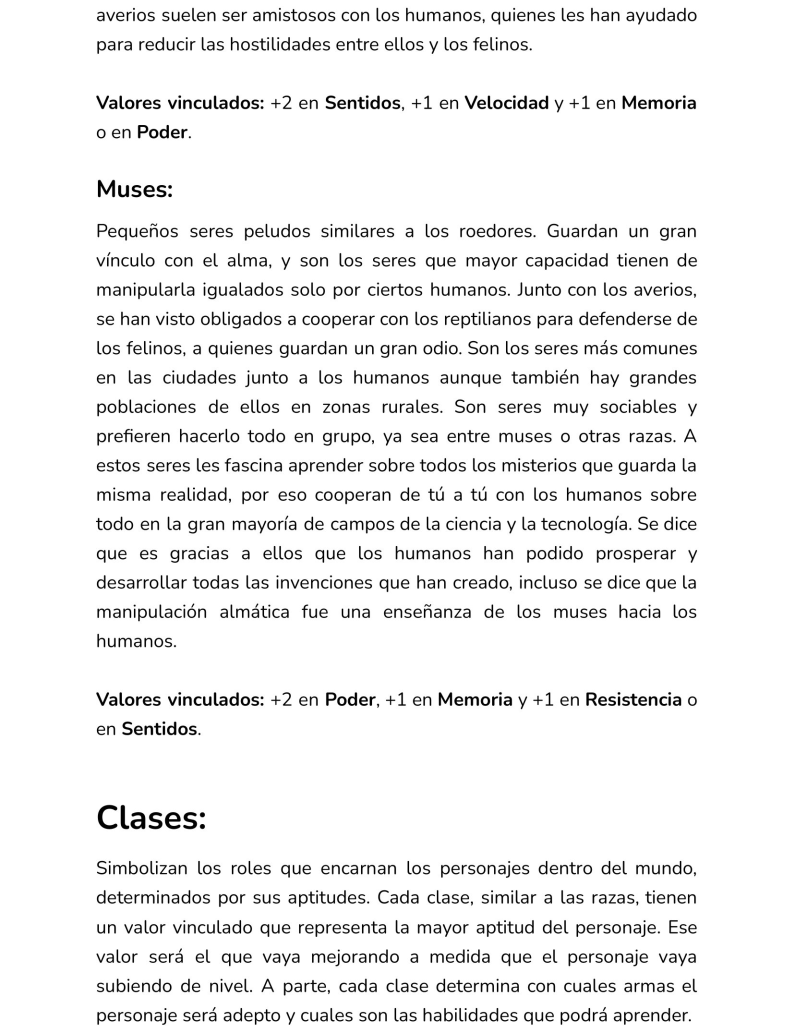 averios suelen ser amistosos con los humanos, quienes les han ayudado
para reducir las hostilidades entre ellos y los felinos.
Valores vinculados: +2 en Sentidos, +1 en Velocidad y +1 en Memoria
o en Poder.
Muses:
Pequeños seres peludos similares a los roedores. Guardan un gran
vínculo con el alma, y son los seres que mayor capacidad tienen de
manipularla igualados solo por ciertos humanos. Junto con los averios,
se han visto obligados a cooperar con los reptilianos para defenderse de
los felinos, a quienes guardan un gran odio. Son los seres más comunes
en las ciudades junto a los humanos aunque también hay grandes
poblaciones de ellos en zonas rurales. Son seres muy sociables y
prefieren hacerlo todo en grupo, ya sea entre muses o otras razas. A
estos seres les fascina aprender sobre todos los misterios que guarda la
misma realidad, por eso cooperan de tú a tú con los humanos sobre
todo en la gran mayoría de campos de la ciencia y la tecnología. Se dice
que es gracias a ellos que los humanos han podido prosperar y
desarrollar todas las invenciones que han creado, incluso se dice que la
manipulación almática fue una enseñanza de los muses hacia los
humanos.
Valores vinculados: +2 en Poder, +1 en Memoria y +1 en Resistencia o
en Sentidos.
Clases:
Simbolizan los roles que encarnan los personajes dentro del mundo,
determinados por sus aptitudes. Cada clase, similar a las razas, tienen
un valor vinculado que representa la mayor aptitud del personaje. Ese
valor será el que vaya mejorando a medida que el personaje vaya
subiendo de nivel. A parte, cada clase determina con cuales armas el
personaje será adepto y cuales son las habilidades que podrá aprender.